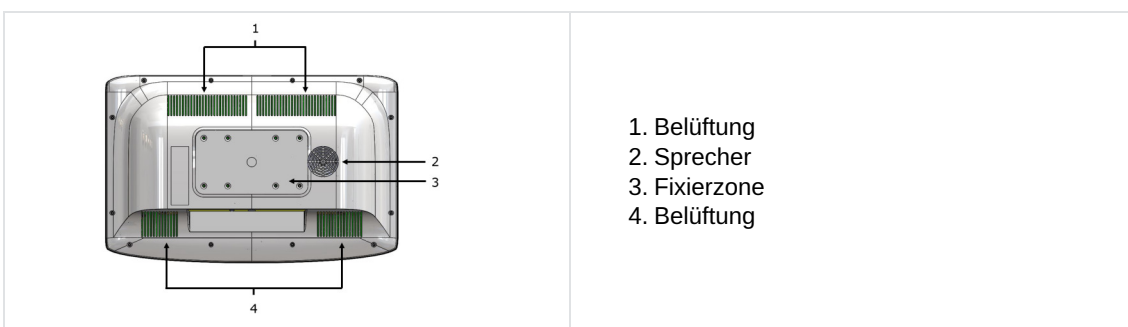 1
2
3
4
1. Belüftung
2. Sprecher
3. Fixierzone
4. Belüftung